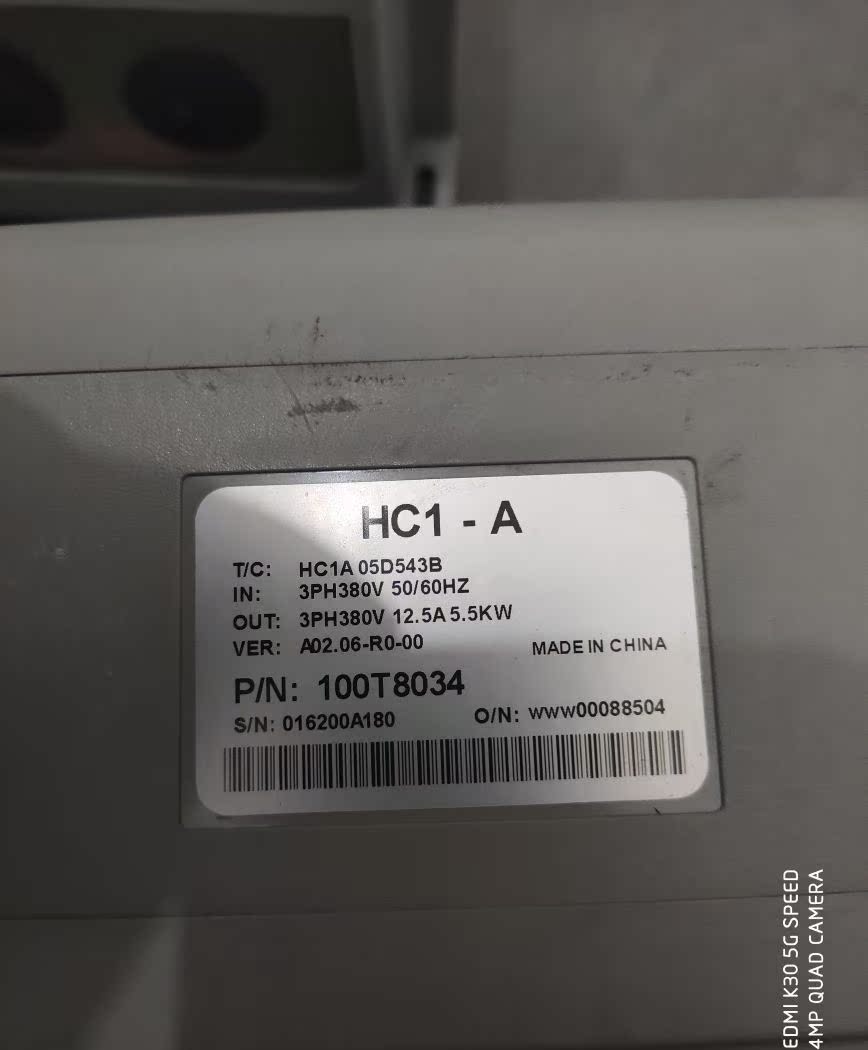 HC1 - A
T/C: HC1A 05D543B
IN: 3PH380V 50/60HZ
OUT: 3PH380V 12.5A 5.5KW
VER: A02.06-R0-00 MADE IN CHINA
P/N: 100T8034
S/N: 016200A180 O/N: WWW00088504
EDMI K30 5G SPEED
4MP QUAD CAMERA